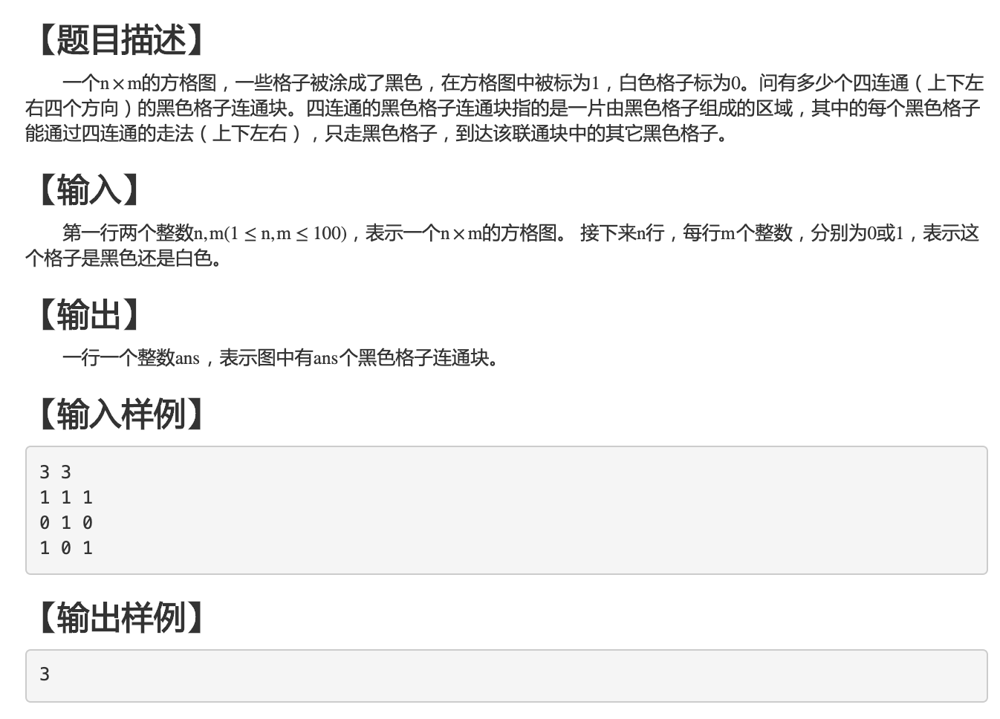 【题目描述】
一个n×m的方格图，一些格子被涂成了黑色，在方格图中被标为1，白色格子标为0。问有多少个四连通（上下左
右四个方向）的黑色格子连通块。四连通的黑色格子连通块指的是一片由黑色格子组成的区域，其中的每个黑色格子
能通过四连通的走法（上下左右），只走黑色格子，到达该联通块中的其它黑色格子。
【输入】
第一行两个整数n,m(1≤n,m≤100)，表示一个n×m的方格图。 接下来n行，每行m个整数，分别为0或1，表示这
个格子是黑色还是白色。
【输出】
一行一个整数ans，表示图中有ans个黑色格子连通块。
【输入样例】
3 3
1 1 1
0 1 0
1 0 1
【输出样例】
3